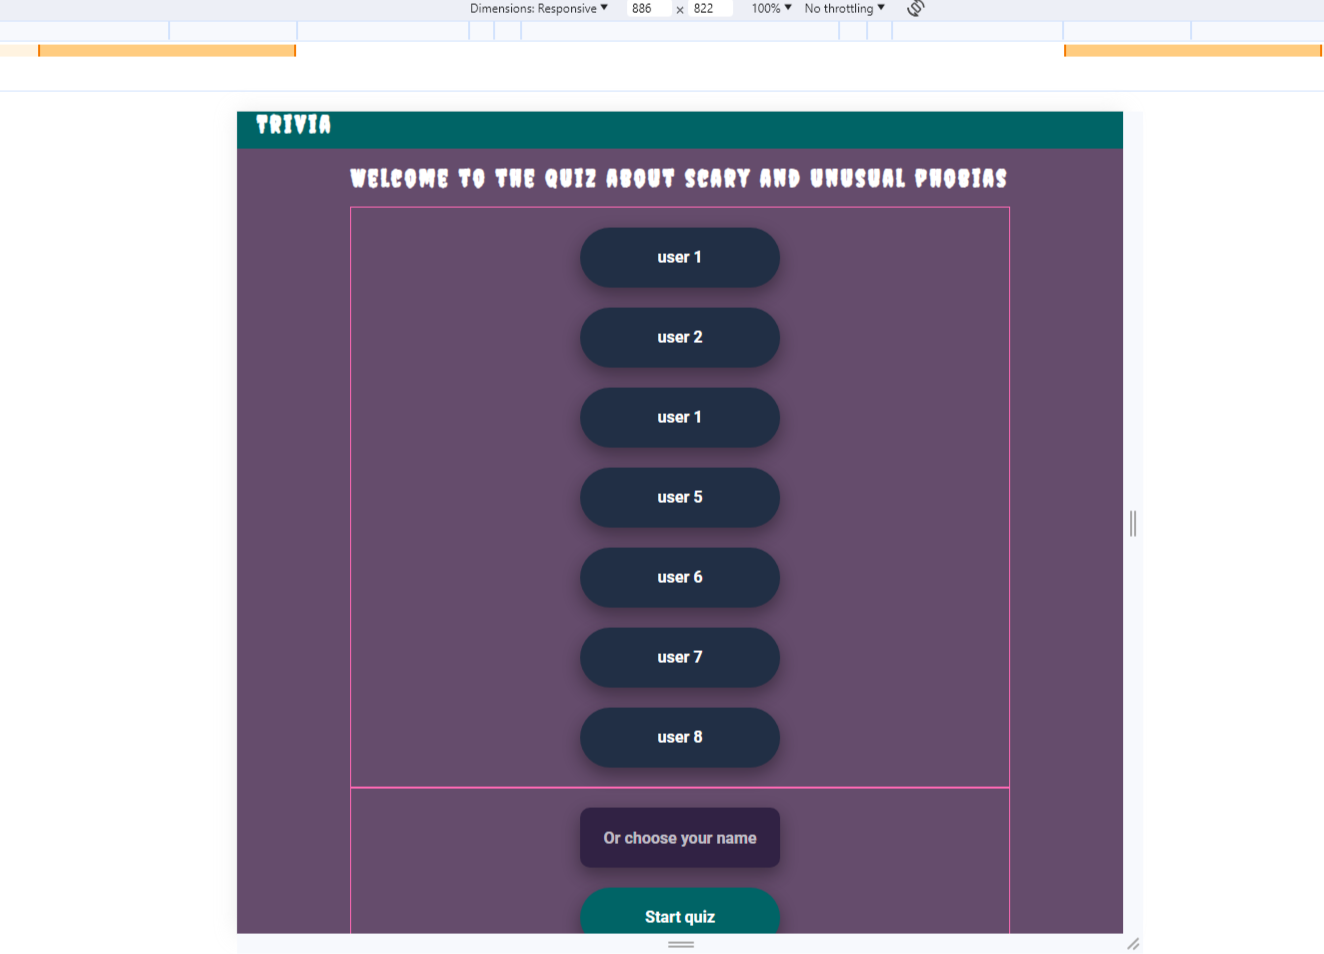 Dimensions: Responsive ▼ 886 x 822 100% ▼ No throttling ▼
TRIVIA
WELCOME TO THE QUIZ ABOUT SCARY AND UNUSUAL PHOBIAS
user 1
user 2
user 1
user 5
user 6
user 7
user 8
Or choose your name
Start quiz